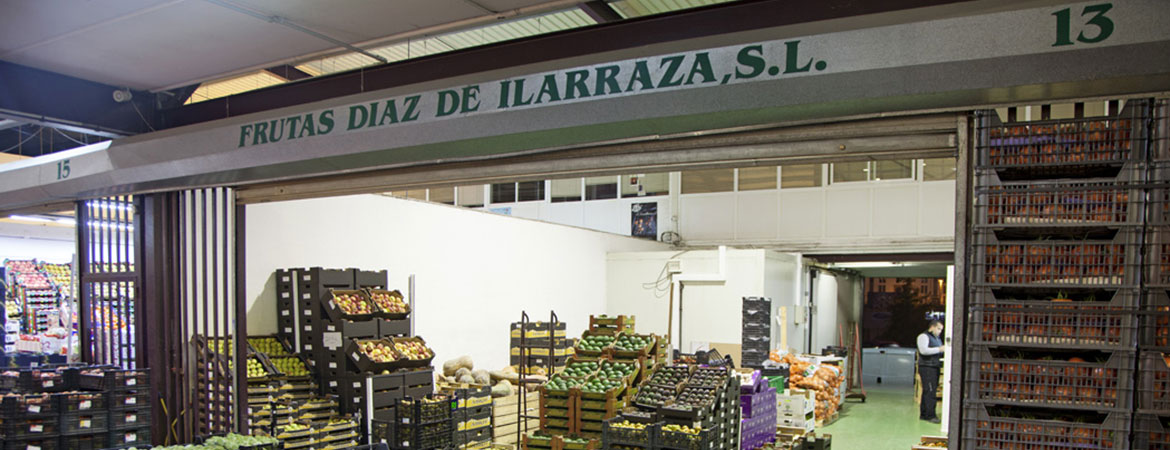 15
FRUTAS DIAZ DE ILARRAZA, S.L.
13